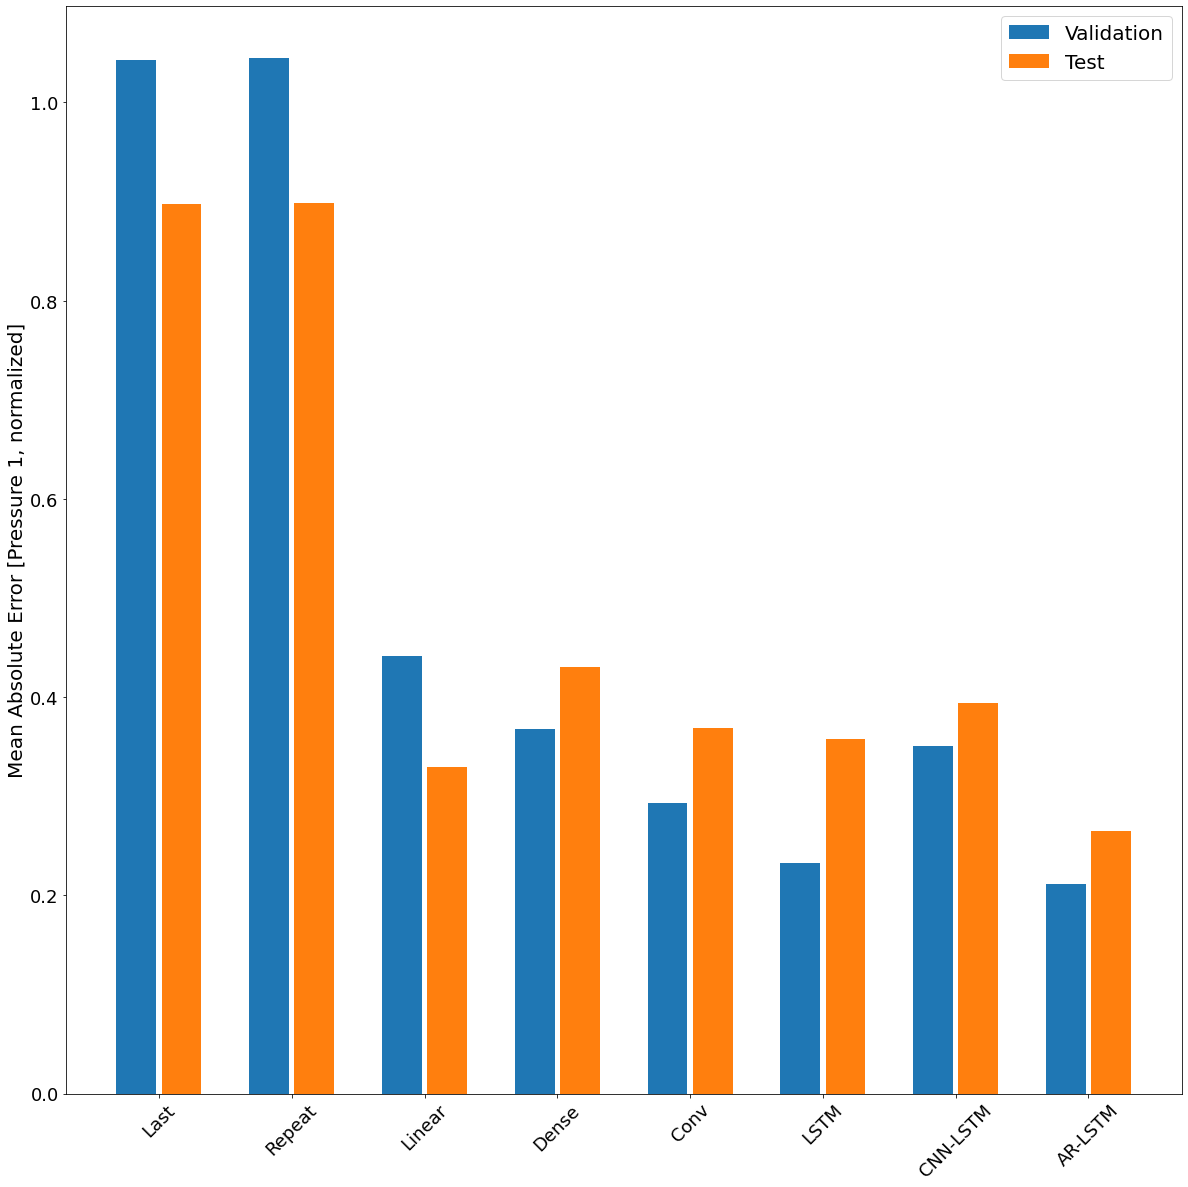 Validation
Test
1.0
0.8
0.6
0.4
0.2
0.0
Mean Absolute Error [Pressure 1, normalized]
Last
Repeat
Linear
Dense
Conv
LSTM
CNN-LSTM
AR-LSTM